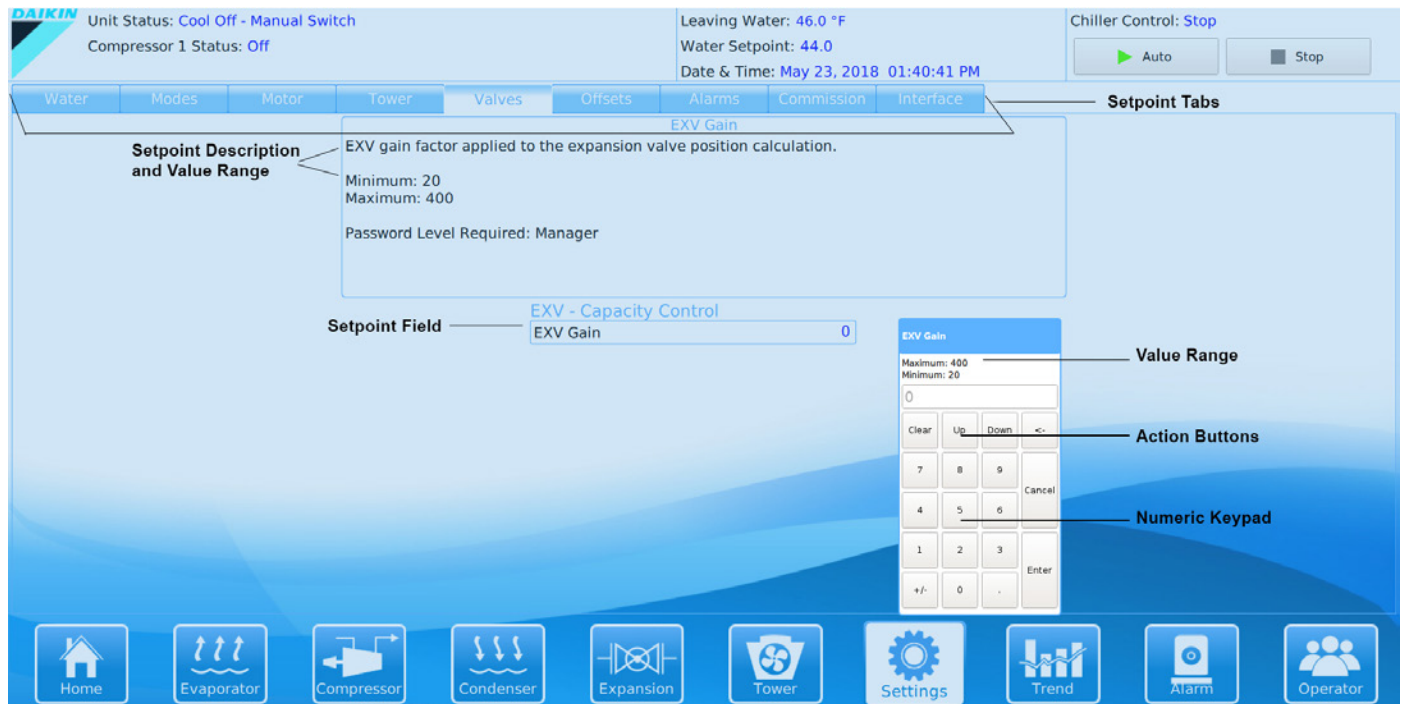 DAIKIN
Unit Status: Cool Off - Manual Switch
Compressor 1 Status: Off
Leaving Water: 46.0 °F
Water Setpoint: 44.0
Date & Time: May 23, 2018 01:40:41 PM
Chiller Control: Stop
Auto Stop
Water Modes Motor Tower Valves Offsets Alarms Commission Interface
Setpoint Tabs
EXV Gain
Setpoint Description
and Value Range
EXV gain factor applied to the expansion valve position calculation.
Minimum: 20
Maximum: 400
Password Level Required: Manager
EXV - Capacity Control
Setpoint Field
EXV Gain 0
EXV Gain
Maximum: 400
Minimum: 20
Value Range
0
Clear Up Down <-
Action Buttons
7 8 9
Cancel
4 5 6
Numeric Keypad
1 2 3
Enter
+/- 0 .
Home Evaporator Compressor Condenser Expansion Tower Settings Trend Alarm Operator